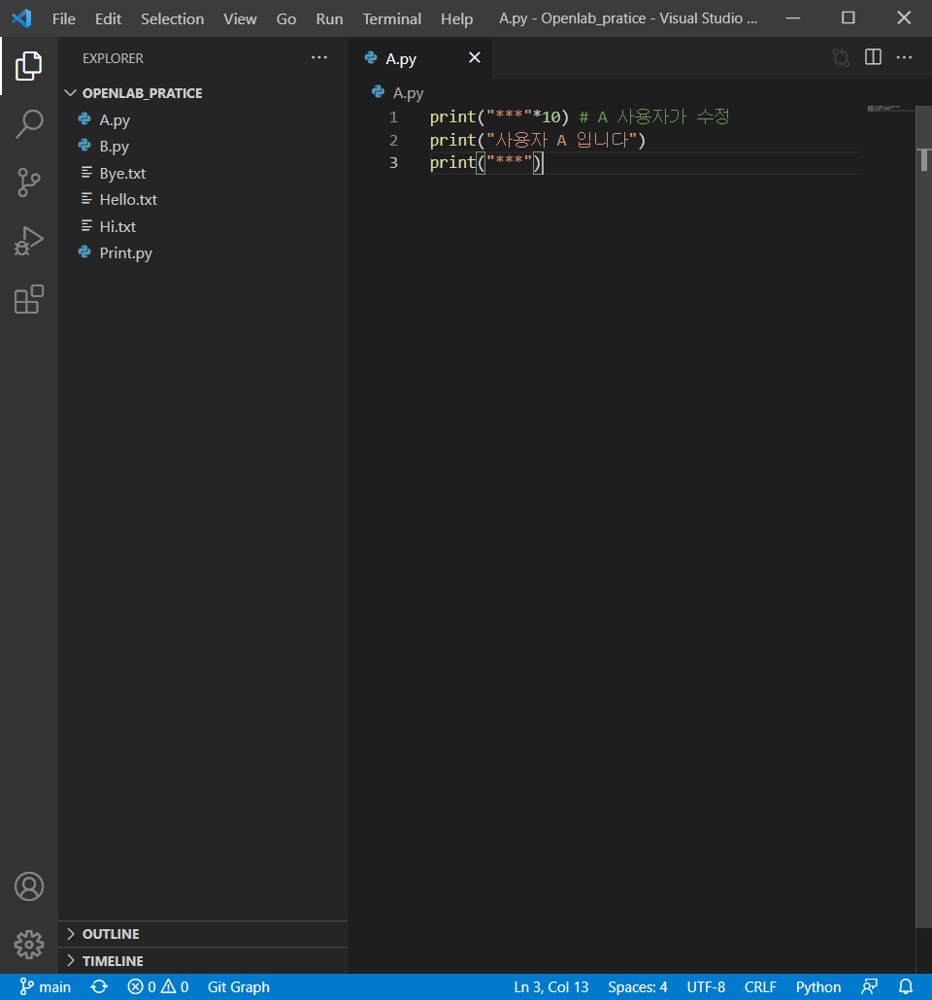 File Edit Selection View Go Run Terminal Help A.py - Openlab_pratice - Visual Studio ...
EXPLORER
OPENLAB_PRATICE
A.py
B.py
Bye.txt
Hello.txt
Hi.txt
Print.py
OUTLINE
TIMELINE
A.py
A.py
1 print("***"*10) # A 사용자가 수정
2 print("사용자 A 입니다")
3 print("***")
main 0 0 Git Graph Ln 3, Col 13 Spaces: 4 UTF-8 CRLF Python